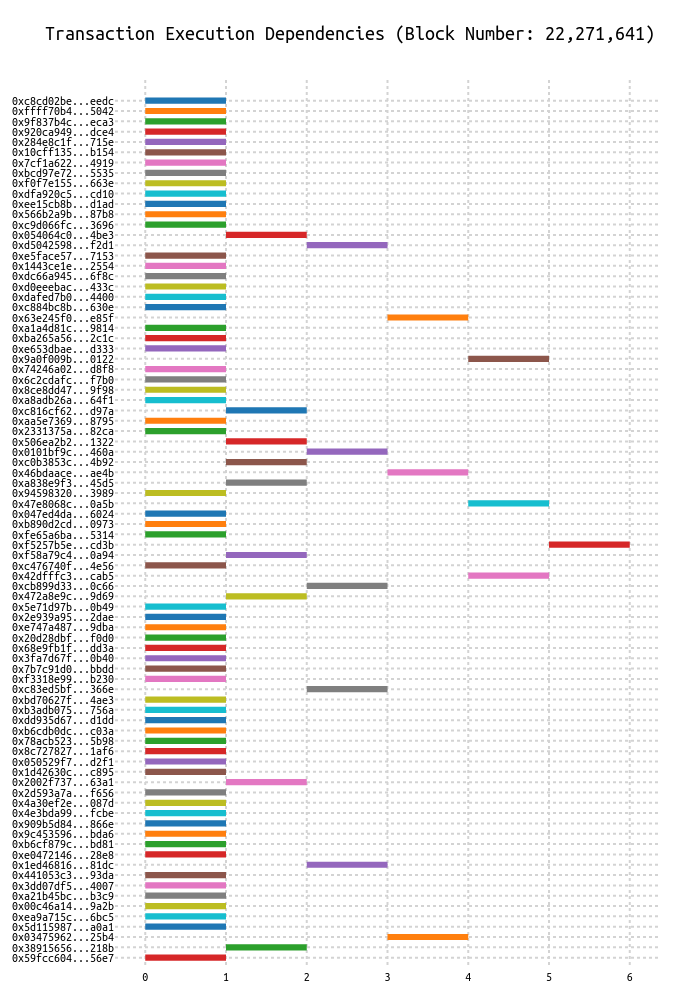 Transaction Execution Dependencies (Block Number: 22,271,641)
0xc8cd02be...eedc
0xffff70b4...5042
0x9f837b4c...eca3
0x920ca949...dce4
0x284e8c1f...715e
0x10cff135...b154
0x7cf1a622...4919
0xbcd97e72...5535
0xf0f7e155...663e
0xdfa920c5...cd10
0xee15cb8b...d1ad
0x566b2a9b...87b8
0xc9d066fc...3696
0x054064c0...4be3
0xd5042598...f2d1
0xe5face57...7153
0x1443ce1e...2554
0xdc66a945...6f8c
0xd0eeebac...433c
0xdafed7b0...4400
0xc884bc8b...630e
0x63e245f0...e85f
0xa1a4d81c...9814
0xba265a56...2c1c
0xe653dbae...d333
0x9a0f009b...0122
0x74246a02...d8f8
0x6c2cdafc...f7b0
0x8ce8dd47...9f98
0xa8adb26a...64f1
0xc816cf62...d97a
0xaa5e7369...8795
0x2331375a...82ca
0x506ea2b2...1322
0x0101bf9c...460a
0xc0b3853c...4b92
0x46bdaace...ae4b
0xa838e9f3...45d5
0x94598320...3989
0x47e8068c...0a5b
0x047ed4da...6024
0xb890d2cd...0973
0xfe65a6ba...5314
0xf5257b5e...cd3b
0xf58a79c4...0a94
0xc476740f...4e56
0x42dfffc3...cab5
0xcb899d33...0c66
0x472a8e9c...9d69
0x5e71d97b...0b49
0x2e939a95...2dae
0xe747a487...9dba
0x20d28dbf...f0d0
0x68e9fb1f...dd3a
0x3fa7d67f...0b40
0x7b7c91d0...bbdd
0xf3318e99...b230
0xc83ed5bf...366e
0xbd70627f...4ae3
0xb3adb075...756a
0xdd935d67...d1dd
0xb6cdb0dc...c03a
0x78acb523...5b98
0x8c727827...1af6
0x050529f7...d2f1
0x1d42630c...c895
0x2002f737...63a1
0x2d593a7a...f656
0x4a30ef2e...087d
0x4e3bda99...fcbe
0x909b5d84...866e
0x9c453596...bda6
0xb6cf879c...bd81
0xe0472146...28e8
0x1ed46816...81dc
0x441053c3...93da
0x3dd07df5...4007
0xa21b45bc...b3c9
0x00c46a14...9a2b
0xea9a715c...6bc5
0x5d115987...a0a1
0x03475962...25b4
0x38915656...218b
0x59fcc604...56e7
0 1 2 3 4 5 6